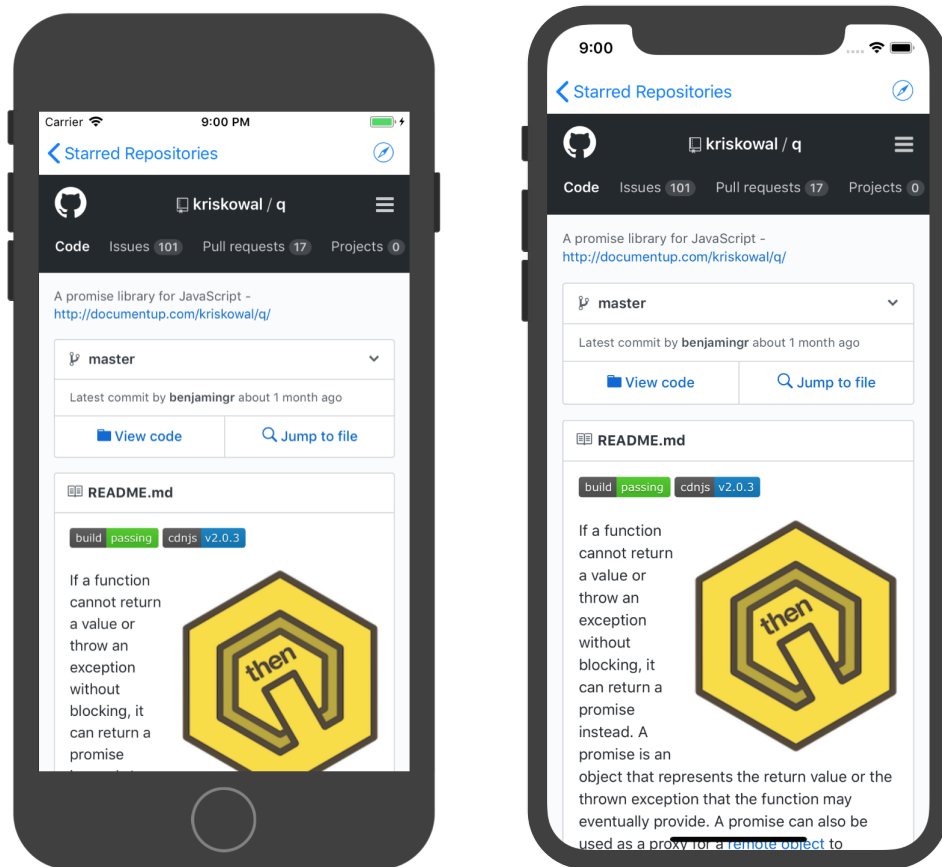 Carrier 9:00 PM
Starred Repositories
kriskowal / q
Code Issues 101 Pull requests 17 Projects 0
A promise library for JavaScript -
http://documentup.com/kriskowal/q/
master
Latest commit by benjamingr about 1 month ago
View code Jump to file
README.md
build passing cdnjs v2.0.3
If a function
cannot return
a value or
throw an
exception
without
blocking, it
can return a
promise
then
9:00
Starred Repositories
kriskowal / q
Code Issues 101 Pull requests 17 Projects 0
A promise library for JavaScript -
http://documentup.com/kriskowal/q/
master
Latest commit by benjamingr about 1 month ago
View code Jump to file
README.md
build passing cdnjs v2.0.3
If a function
cannot return
a value or
throw an
exception
without
blocking, it
can return a
promise
instead. A
promise is an
then
object that represents the return value or the
thrown exception that the function may
eventually provide. A promise can also be
used as a proxy for a remote object to